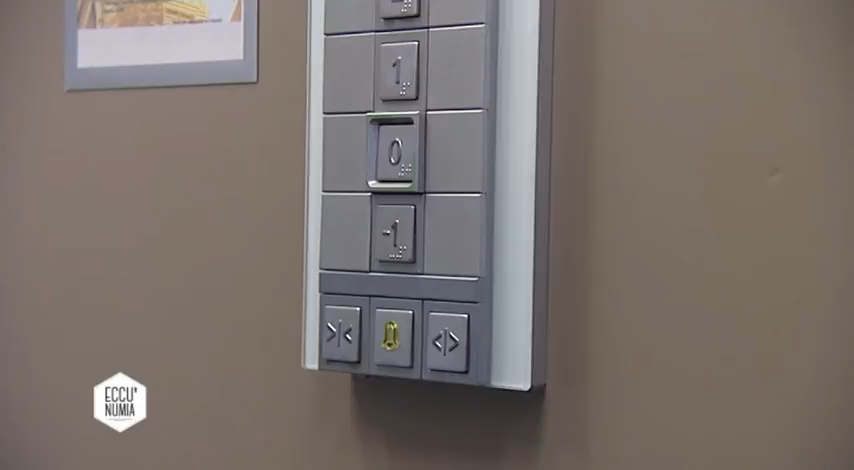 1
0
-1
>|<
<|>
ECCU'
NUMIA